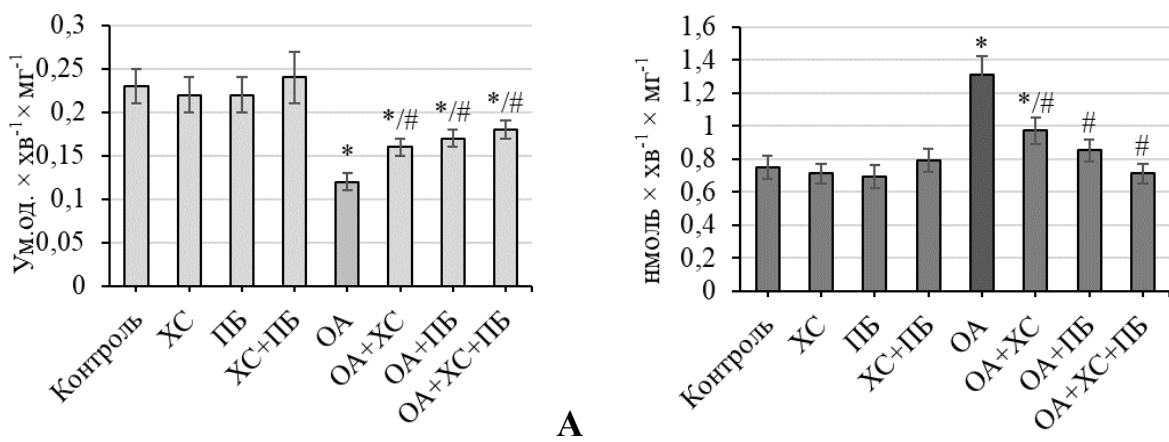 Ум.од. × хв⁻¹ × мг⁻¹
0,3
0,25
0,2
0,15
0,1
0,05
0
* */# */# */#
Контроль
ХС
ПБ
ХС+ПБ
ОА
ОА+ХС
ОА+ПБ
ОА+ХС+ПБ
А
нмоль × хв⁻¹ × мг⁻¹
1,6
1,4
1,2
1
0,8
0,6
0,4
0,2
0
* */# # #
Контроль
ХС
ПБ
ХС+ПБ
ОА
ОА+ХС
ОА+ПБ
ОА+ХС+ПБ